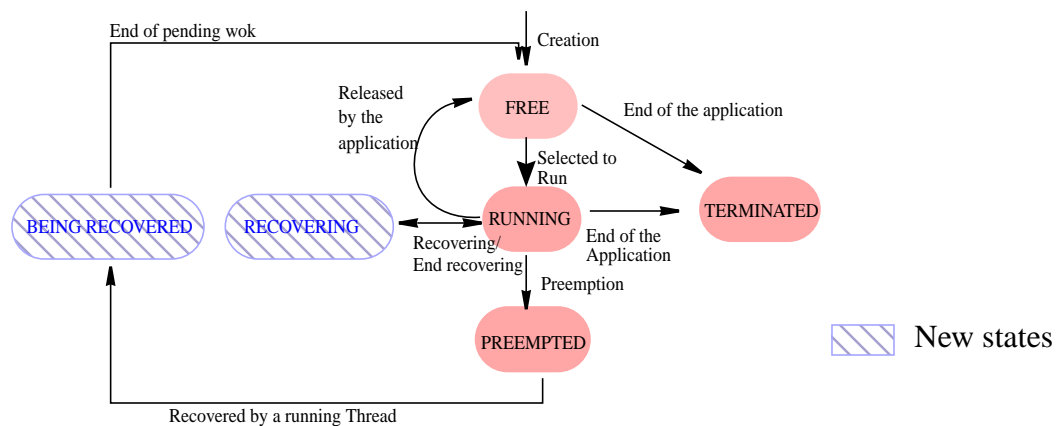 End of pending wok
Creation
Released
by the
application
FREE
End of the application
Selected to
Run
BEING RECOVERED
RECOVERING
RUNNING
TERMINATED
Recovering/
End recovering
End of the
Application
Preemption
PREEMPTED
New states
Recovered by a running Thread